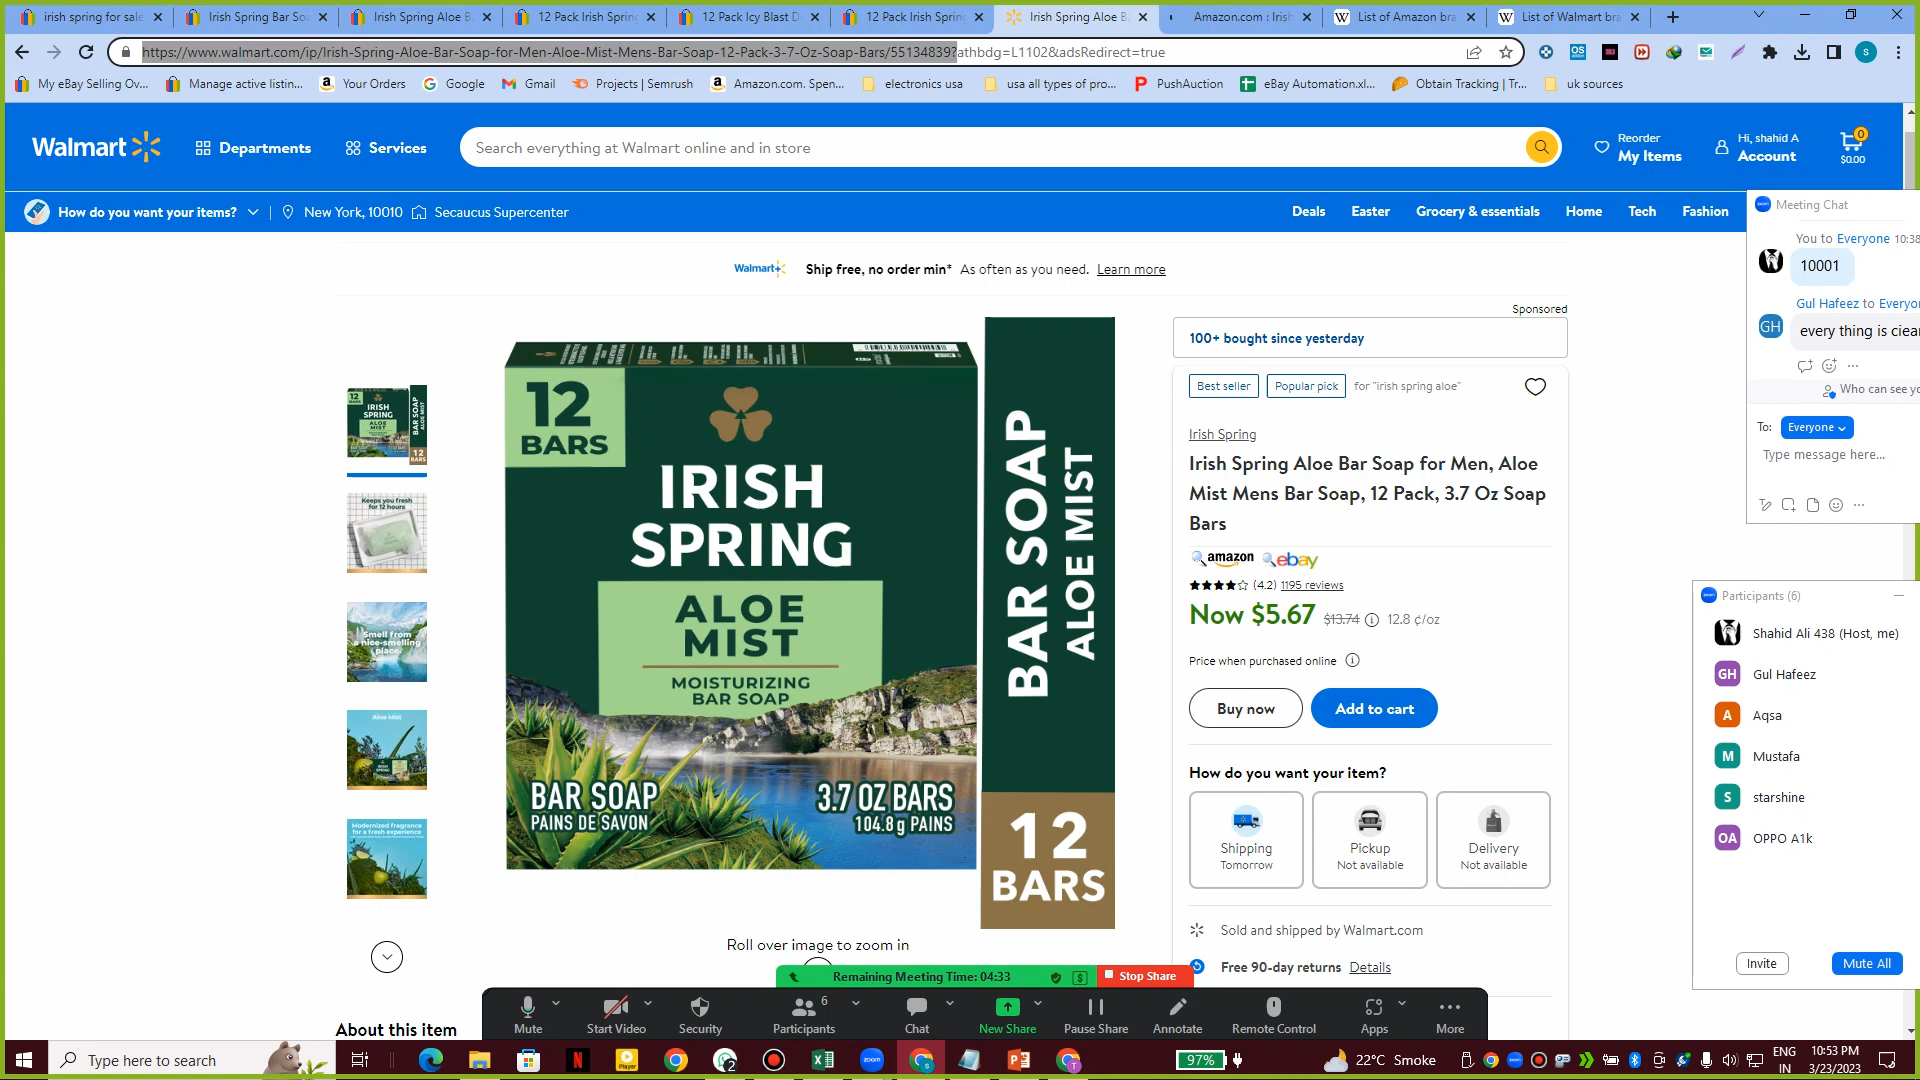 irish spring for sale
Irish Spring Bar So
Irish Spring Aloe B
12 Pack Irish Spring
12 Pack Icy Blast D
12 Pack Irish Spring
Irish Spring Aloe B
Amazon.com : Irish
List of Amazon bra
List of Walmart bra
https://www.walmart.com/ip/Irish-Spring-Aloe-Bar-Soap-for-Men-Aloe-Mist-Mens-Bar-Soap-12-Pack-3-7-Oz-Soap-Bars/55134839?athbdg=L1102&adsRedirect=true
My eBay Selling Ov...
Manage active listin...
Your Orders
Google
Gmail
Projects | Semrush
Amazon.com. Spen...
electronics usa
usa all types of pro...
PushAuction
eBay Automation.xl...
Obtain Tracking | Tr...
uk sources
Walmart
Departments
Services
Search everything at Walmart online and in store
Reorder
My Items
Hi, shahid A
Account
0
$0.00
How do you want your items?
New York, 10010
Secaucus Supercenter
Deals
Easter
Grocery & essentials
Home
Tech
Fashion
Walmart+
Ship free, no order min* As often as you need. Learn more
Sponsored
100+ bought since yesterday
Best seller
Popular pick
for "irish spring aloe"
Irish Spring
Irish Spring Aloe Bar Soap for Men, Aloe
Mist Mens Bar Soap, 12 Pack, 3.7 Oz Soap
Bars
amazon
ebay
(4.2) 1195 reviews
Now $5.67 $13.74 12.8 ¢/oz
Price when purchased online
Buy now
Add to cart
How do you want your item?
Shipping
Tomorrow
Pickup
Not available
Delivery
Not available
Sold and shipped by Walmart.com
Free 90-day returns Details
12
BARS
IRISH
SPRING
ALOE
MIST
MOISTURIZING
BAR SOAP
BAR SOAP
PAINS DE SAVON
3.7 OZ BARS
104.8 g PAINS
BAR SOAP
ALOE MIST
12
BARS
Keeps you fresh
for 12 hours
Smell from
a nice-smelling
place.
Aloe Mist
Modernized fragrance
for a fresh experience
Roll over image to zoom in
About this item
Meeting Chat
You to Everyone 10:38
10001
Gul Hafeez to Everyo
GH
every thing is clea
Who can see yo
To: Everyone
Type message here...
Participants (6)
Shahid Ali 438 (Host, me)
GH Gul Hafeez
A Aqsa
M Mustafa
S starshine
OA OPPO A1k
Invite
Mute All
Remaining Meeting Time: 04:33
Stop Share
Mute
Start Video
Security
Participants
6
Chat
New Share
Pause Share
Annotate
Remote Control
Apps
More
Type here to search
97%
22°C Smoke
ENG
IN
10:53 PM
3/23/2023